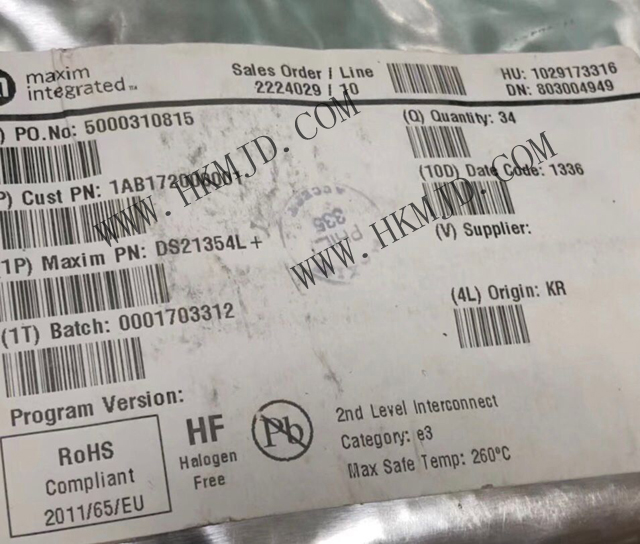 maxim
integrated™
Sales Order / Line
2224029 / 10
HU: 1029173316
DN: 803004949
) PO.No: 5000310815
(Q) Quantity: 34
P) Cust PN:
(10D) Date Code: 1336
1P) Maxim PN: DS21354L+
(V) Supplier:
(1T) Batch: 0001703312
(4L) Origin: KR
Program Version:
RoHS
Compliant
2011/65/EU
HF
Halogen
Free
Pb
2nd Level Interconnect
Category: e3
Max Safe Temp: 260°C
WWW.HKMJD.COM
WWW.HKMJD.COM